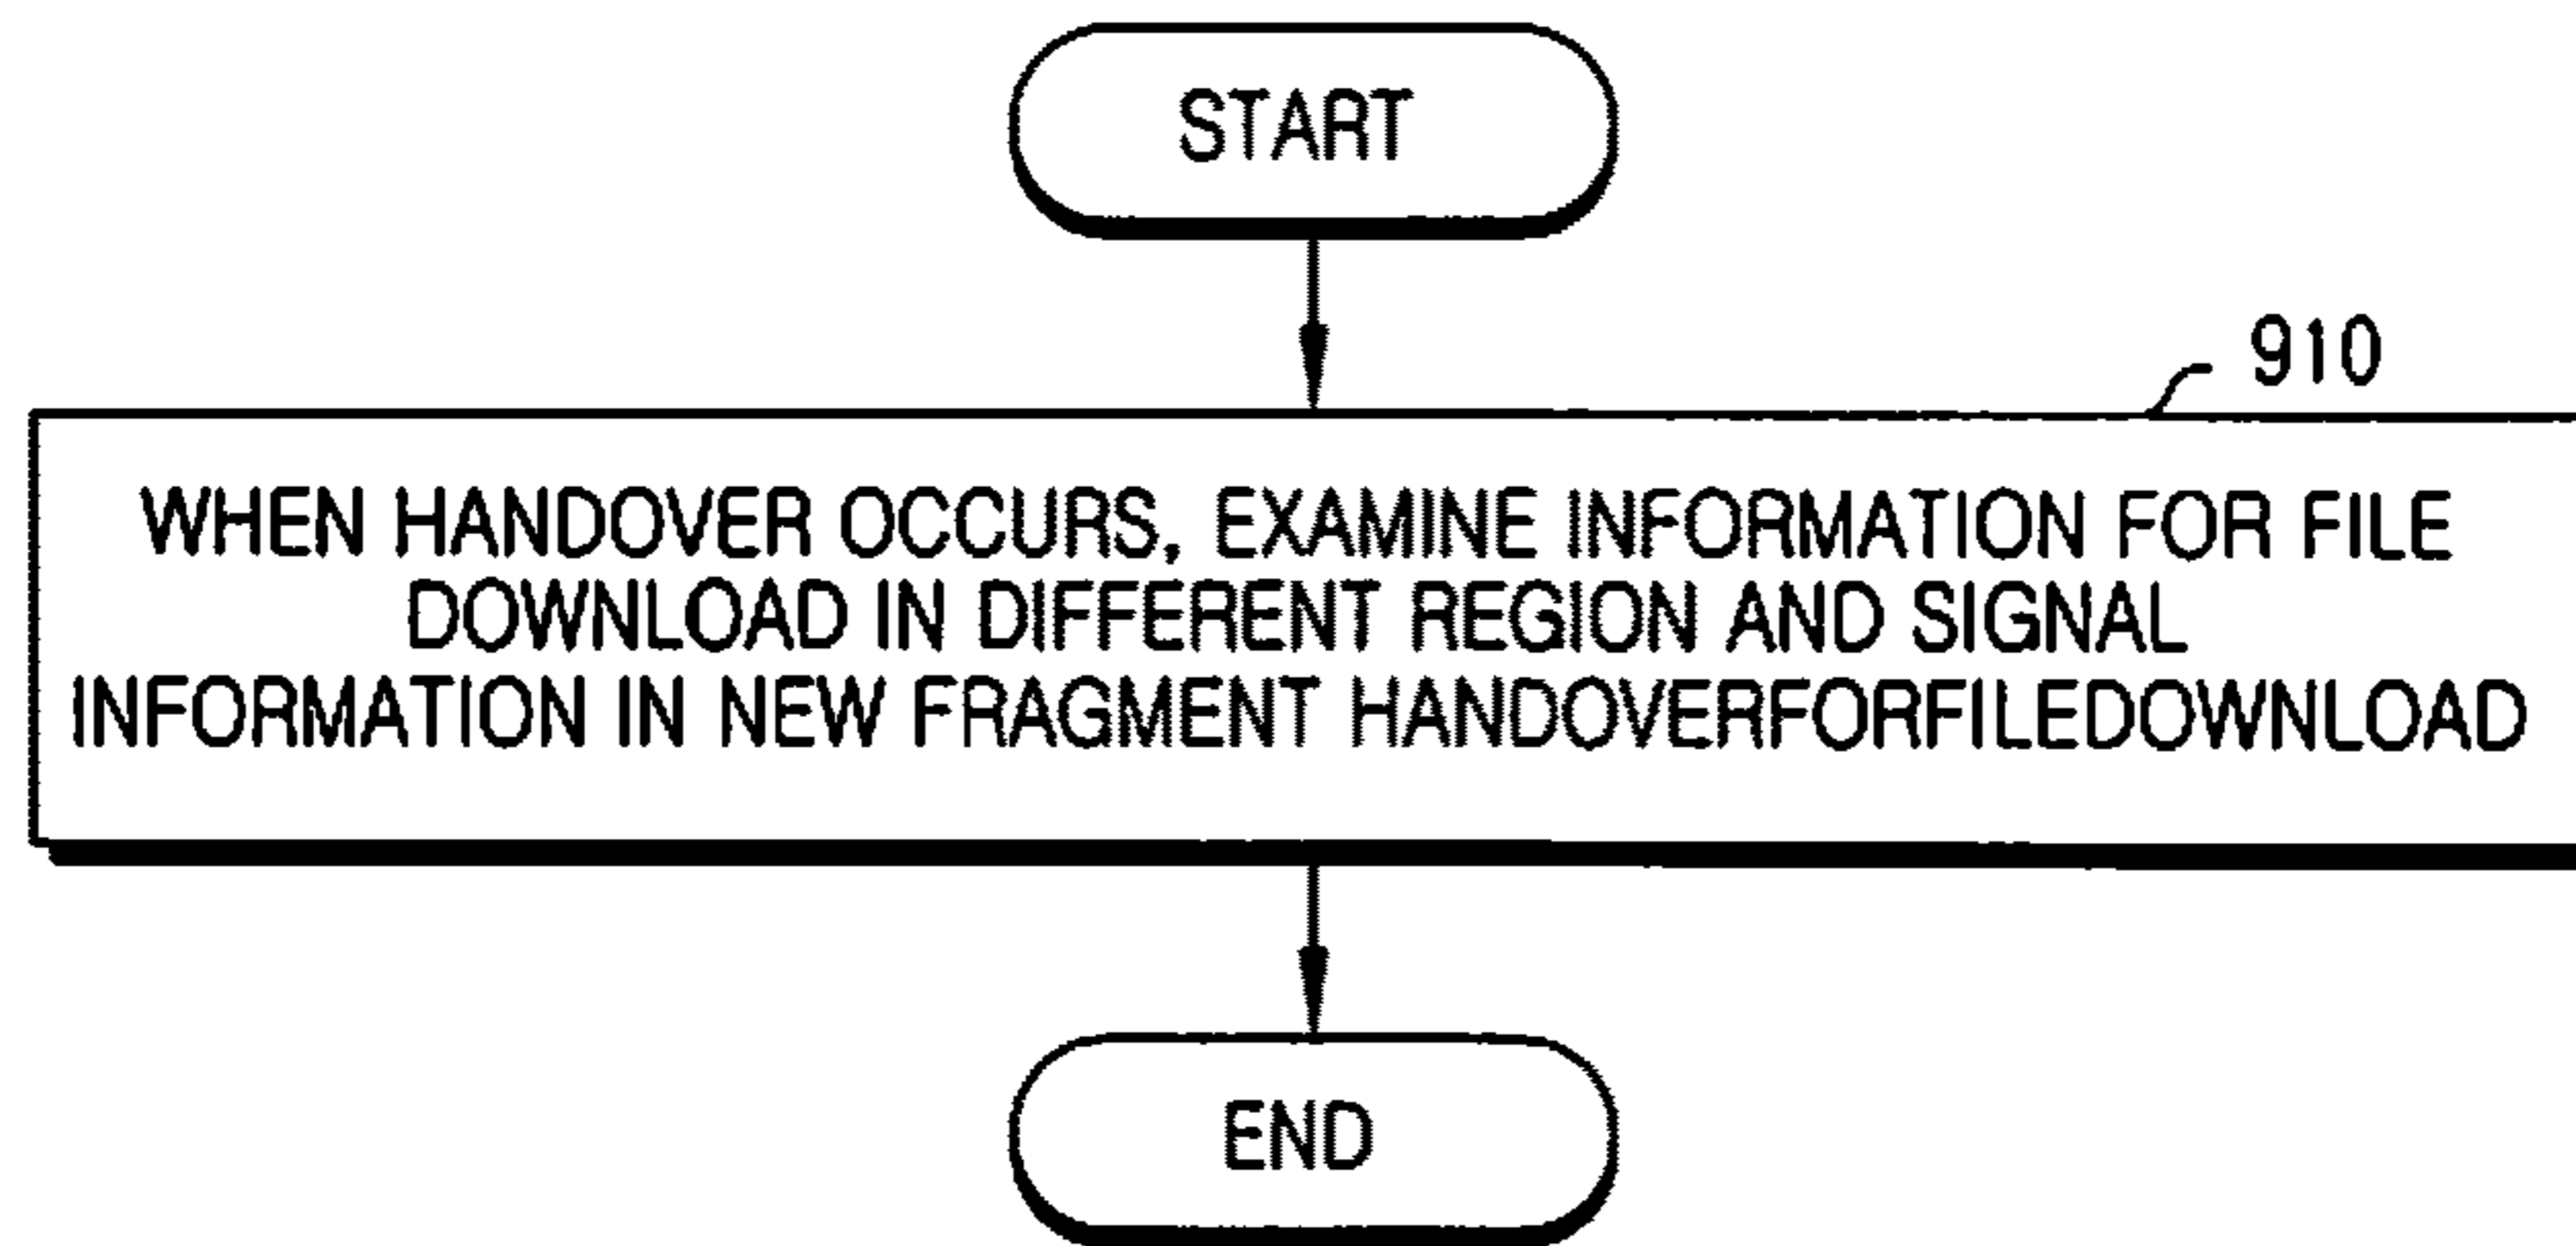 START
910
WHEN HANDOVER OCCURS, EXAMINE INFORMATION FOR FILE
DOWNLOAD IN DIFFERENT REGION AND SIGNAL
INFORMATION IN NEW FRAGMENT HANDOVERFORFILEDOWNLOAD
END